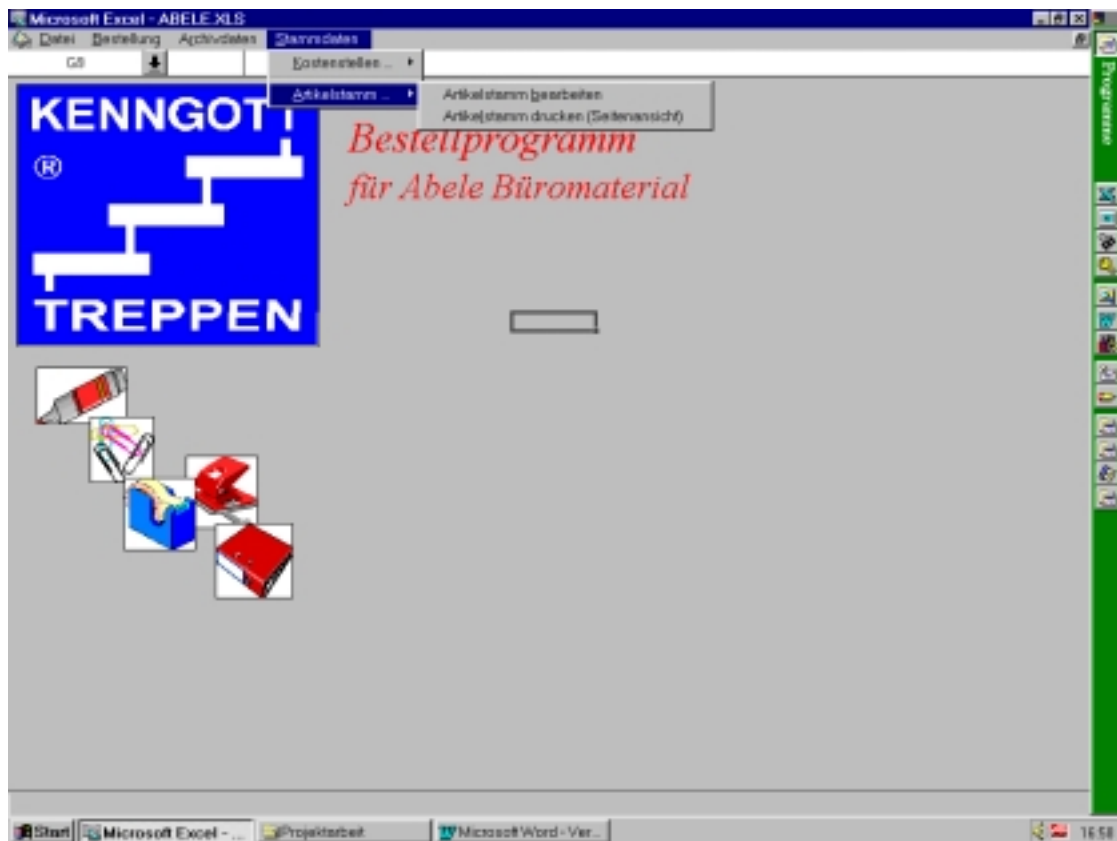 Microsoft Excel - ABELE.XLS
Datei Bestellung Archivdaten Stammdaten
G9
Kostenstellen ...
Artikelstamm ...
Artikelstamm bearbeiten
Artikelstamm drucken (Seitenansicht)
Programme
KENNGOTT
®
TREPPEN
Bestellprogramm
für Abele Büromaterial
Start
Microsoft Excel - ...
Projektarbeit
Microsoft Word - Ver...
16:58